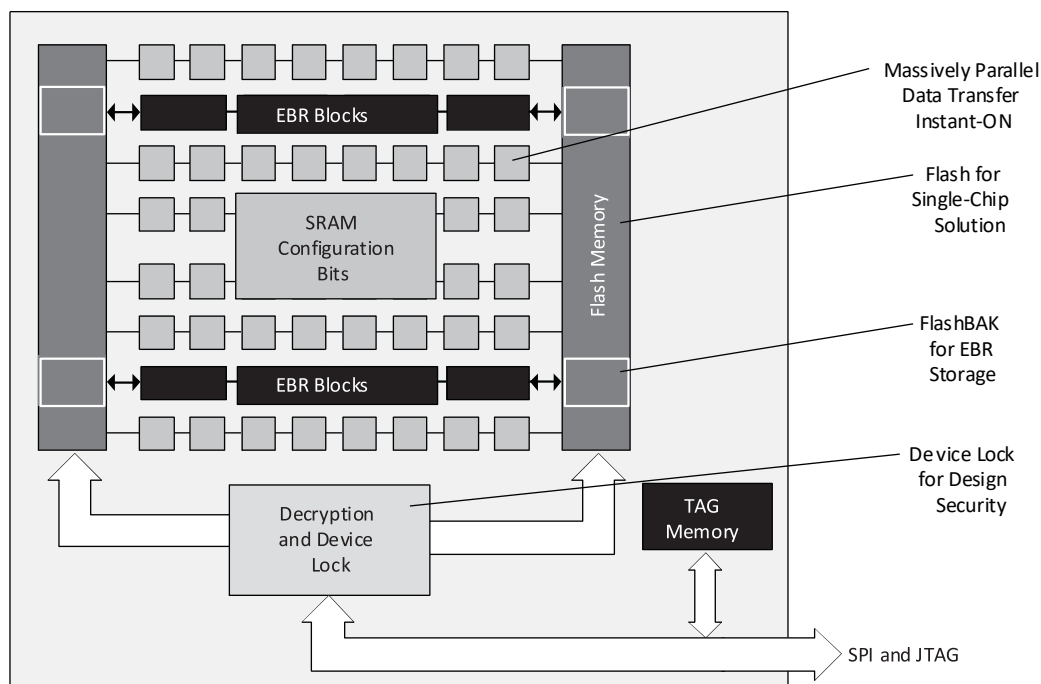 EBR Blocks
SRAM
Configuration
Bits
EBR Blocks
Flash Memory
Decryption
and Device
Lock
TAG
Memory
Massively Parallel
Data Transfer
Instant-ON
Flash for
Single-Chip
Solution
FlashBAK
for EBR
Storage
Device Lock
for Design
Security
SPI and JTAG